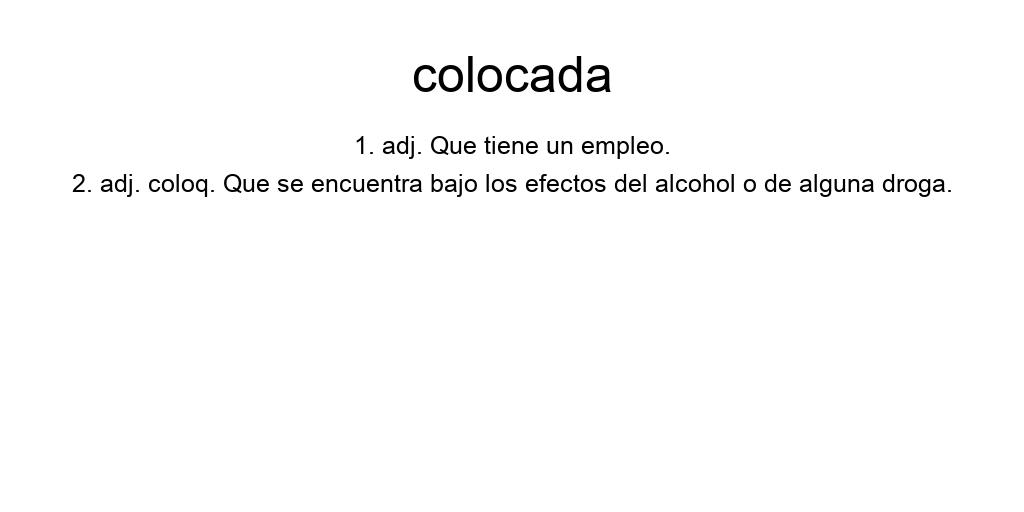 colocada
1. adj. Que tiene un empleo.
2. adj. coloq. Que se encuentra bajo los efectos del alcohol o de alguna droga.